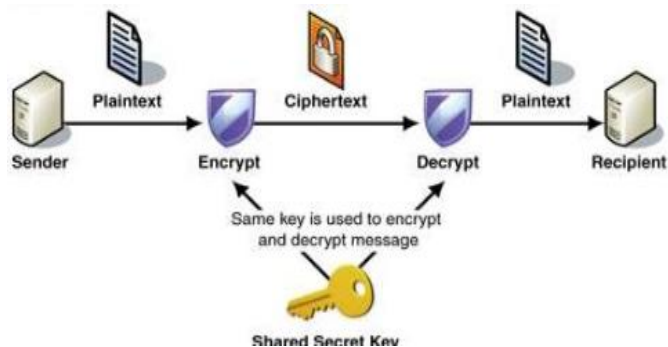 Plaintext
Ciphertext
Plaintext
Sender
Encrypt
Decrypt
Recipient
Same key is used to encrypt
and decrypt message
Shared Secret Key